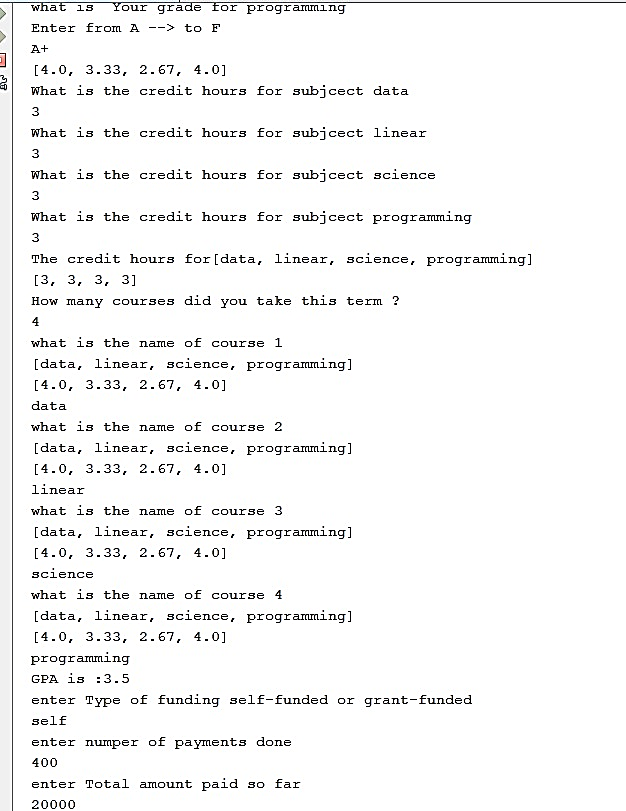 what is  Your grade for programming
Enter from A --> to F
A+
[4.0, 3.33, 2.67, 4.0]
What is the credit hours for subjcect data
3
What is the credit hours for subjcect linear
3
What is the credit hours for subjcect science
3
What is the credit hours for subjcect programming
3
The credit hours for[data, linear, science, programming]
[3, 3, 3, 3]
How many courses did you take this term ?
4
what is the name of course 1
[data, linear, science, programming]
[4.0, 3.33, 2.67, 4.0]
data
what is the name of course 2
[data, linear, science, programming]
[4.0, 3.33, 2.67, 4.0]
linear
what is the name of course 3
[data, linear, science, programming]
[4.0, 3.33, 2.67, 4.0]
science
what is the name of course 4
[data, linear, science, programming]
[4.0, 3.33, 2.67, 4.0]
programming
GPA is :3.5
enter Type of funding self-funded or grant-funded
self
enter numper of payments done
400
enter Total amount paid so far
20000